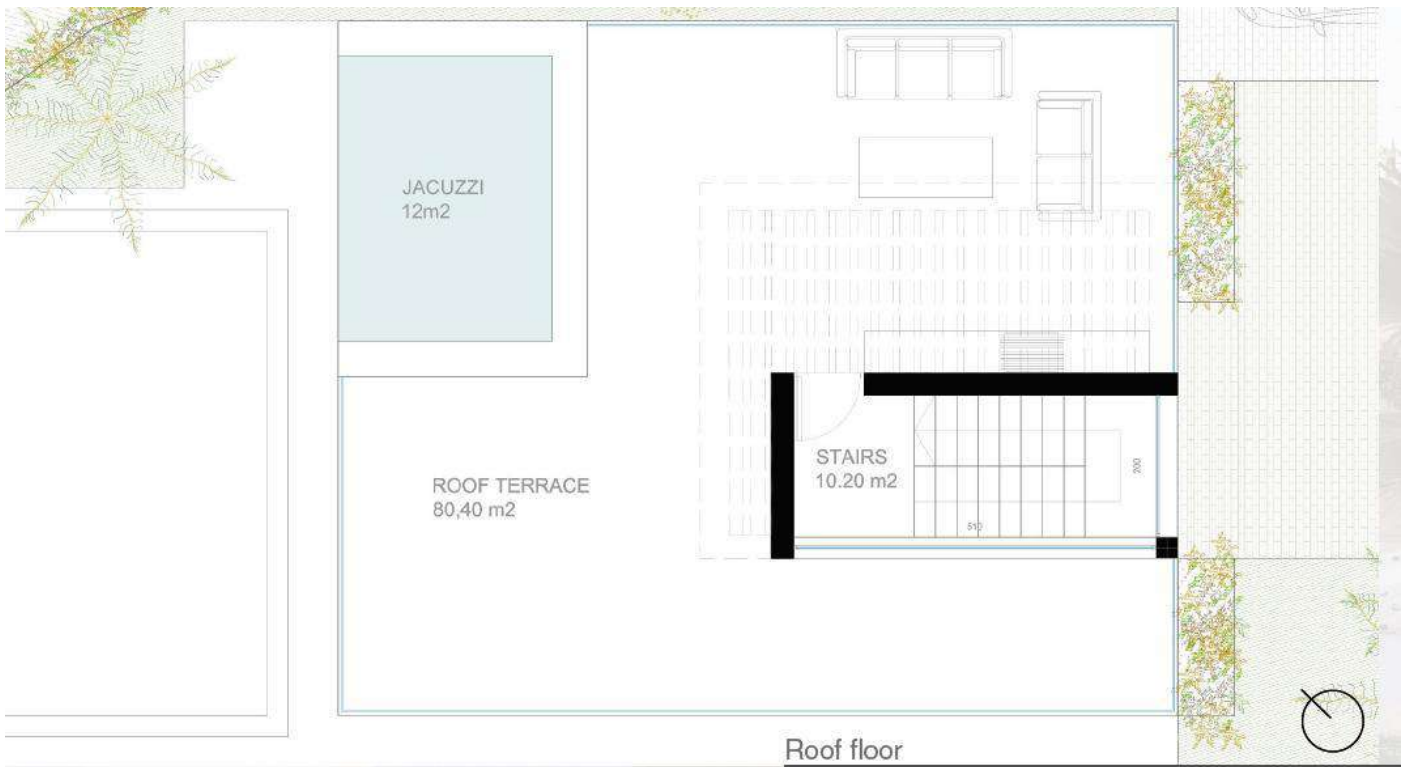 JACUZZI
12m2
ROOF TERRACE
80,40 m2
STAIRS
10.20 m2
200
510
Roof floor